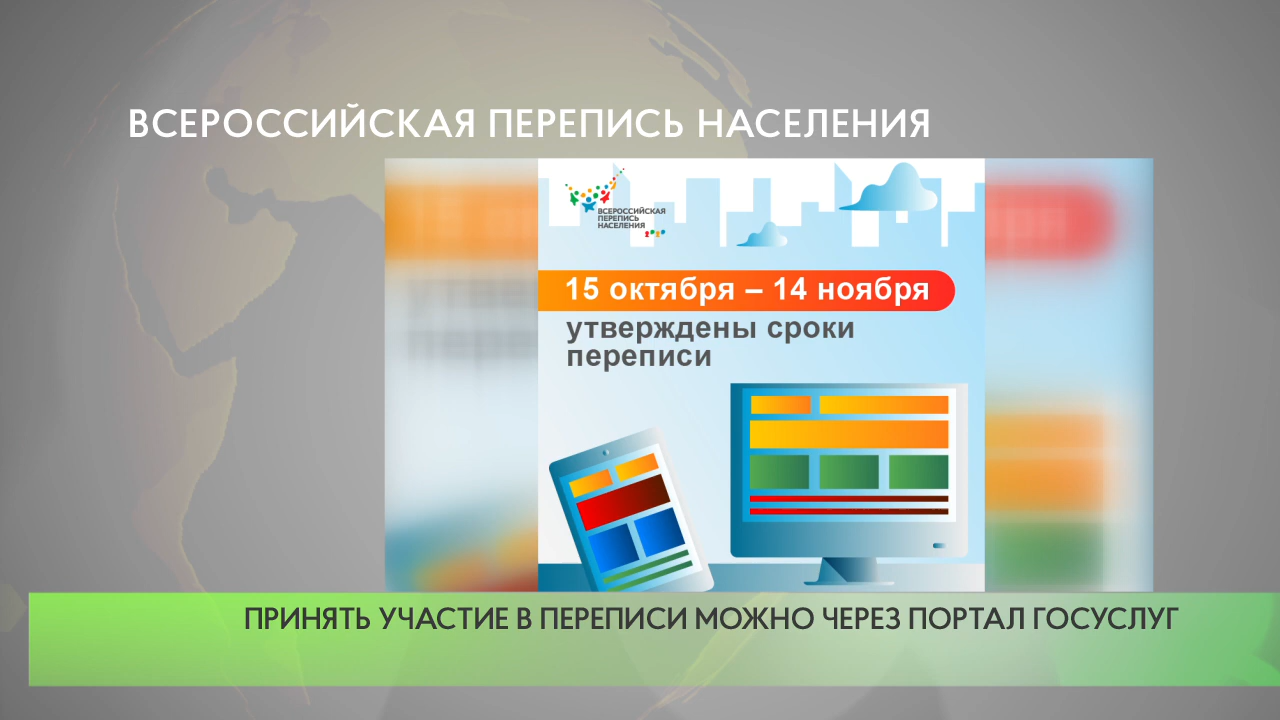 ВСЕРОССИЙСКАЯ ПЕРЕПИСЬ НАСЕЛЕНИЯ
ВСЕРОССИЙСКАЯ
ПЕРЕПИСЬ
НАСЕЛЕНИЯ
15 октября – 14 ноября
утверждены сроки
переписи
ПРИНЯТЬ УЧАСТИЕ В ПЕРЕПИСИ МОЖНО ЧЕРЕЗ ПОРТАЛ ГОСУСЛУГ